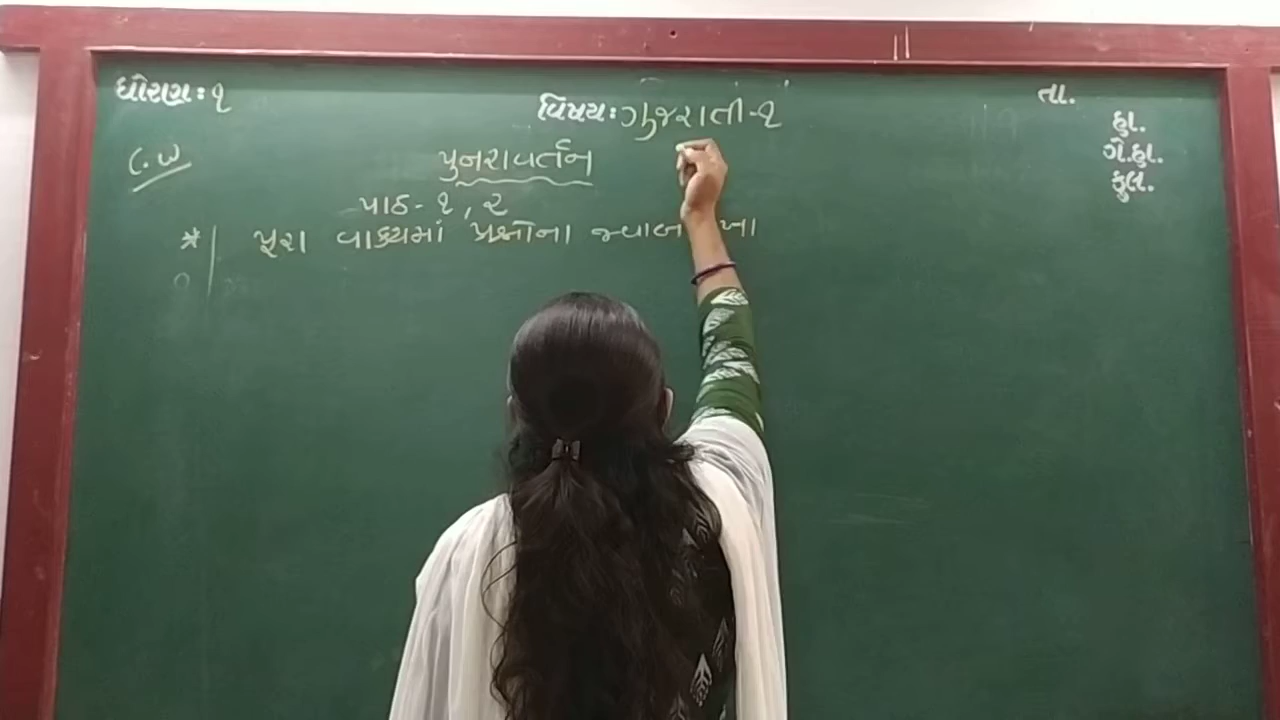 ધોરણ: ૧
વિષય: ગુજરાતી-૧
તા.
હા.
ગે.હા.
કુલ.
C.W
પુનરાવર્તન
પાઠ - ૧, ૨
* પૂરા વાક્યમાં પ્રશ્નોના જવાબ